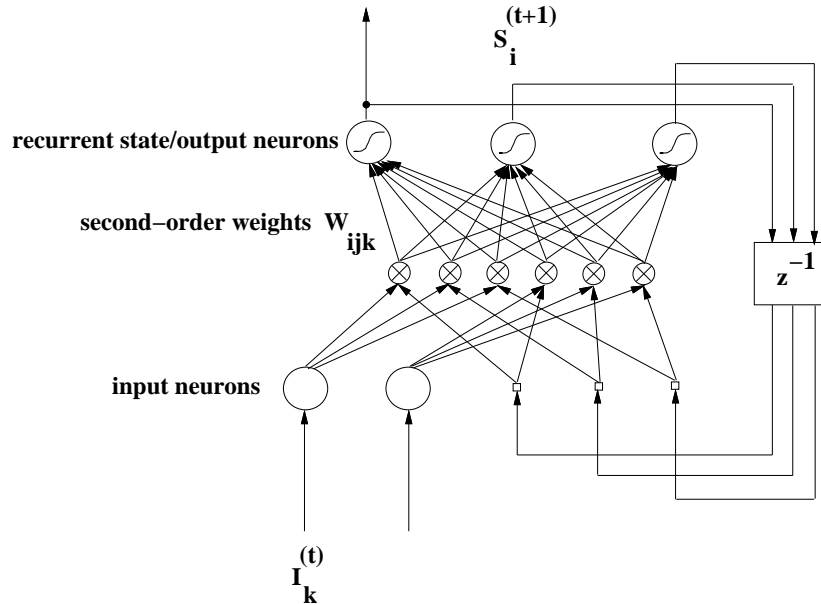 S_i^(t+1)
recurrent state/output neurons
second−order weights W_ijk
z^−1
input neurons
I_k^(t)